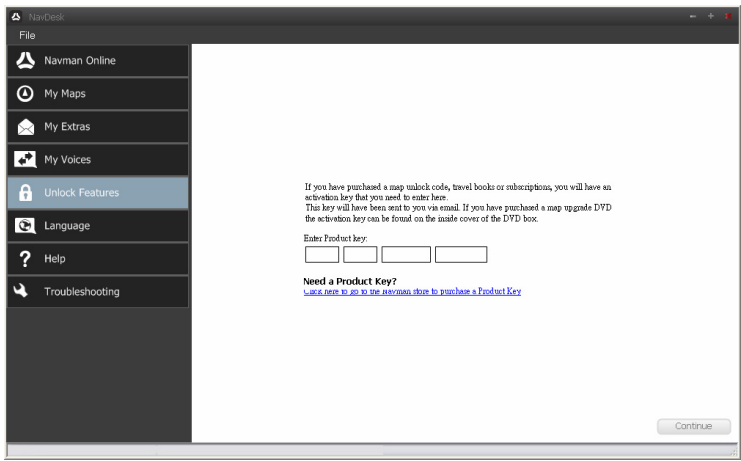 NavDesk
File
Navman Online
My Maps
My Extras
My Voices
Unlock Features
Language
Help
Troubleshooting
If you have purchased a map unlock code, travel books or subscriptions, you will have an
activation key that you need to enter here.
This key will have been sent to you via email. If you have purchased a map upgrade DVD
the activation key can be found on the inside cover of the DVD box.
Enter Product key:
Need a Product Key?
Click here to go to the Navman store to purchase a Product Key
Continue